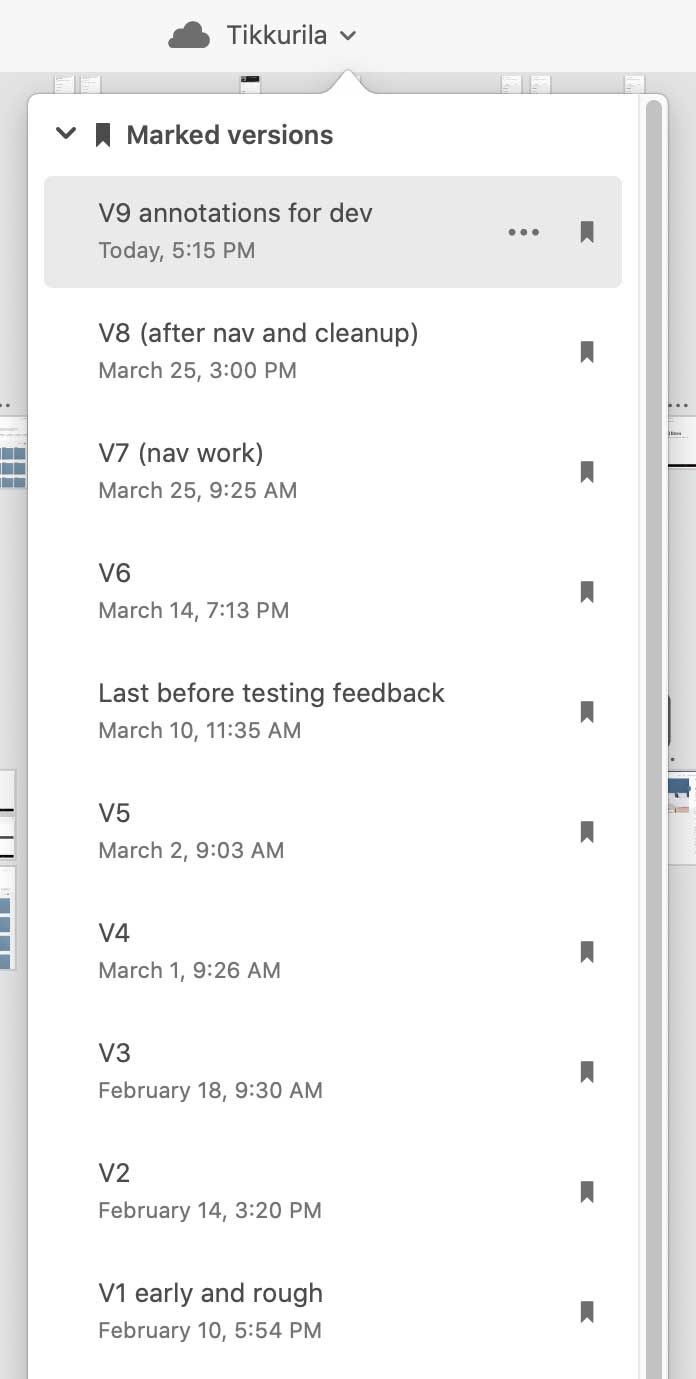 Tikkurila
Marked versions
V9 annotations for dev
Today, 5:15 PM
V8 (after nav and cleanup)
March 25, 3:00 PM
V7 (nav work)
March 25, 9:25 AM
V6
March 14, 7:13 PM
Last before testing feedback
March 10, 11:35 AM
V5
March 2, 9:03 AM
V4
March 1, 9:26 AM
V3
February 18, 9:30 AM
V2
February 14, 3:20 PM
V1 early and rough
February 10, 5:54 PM